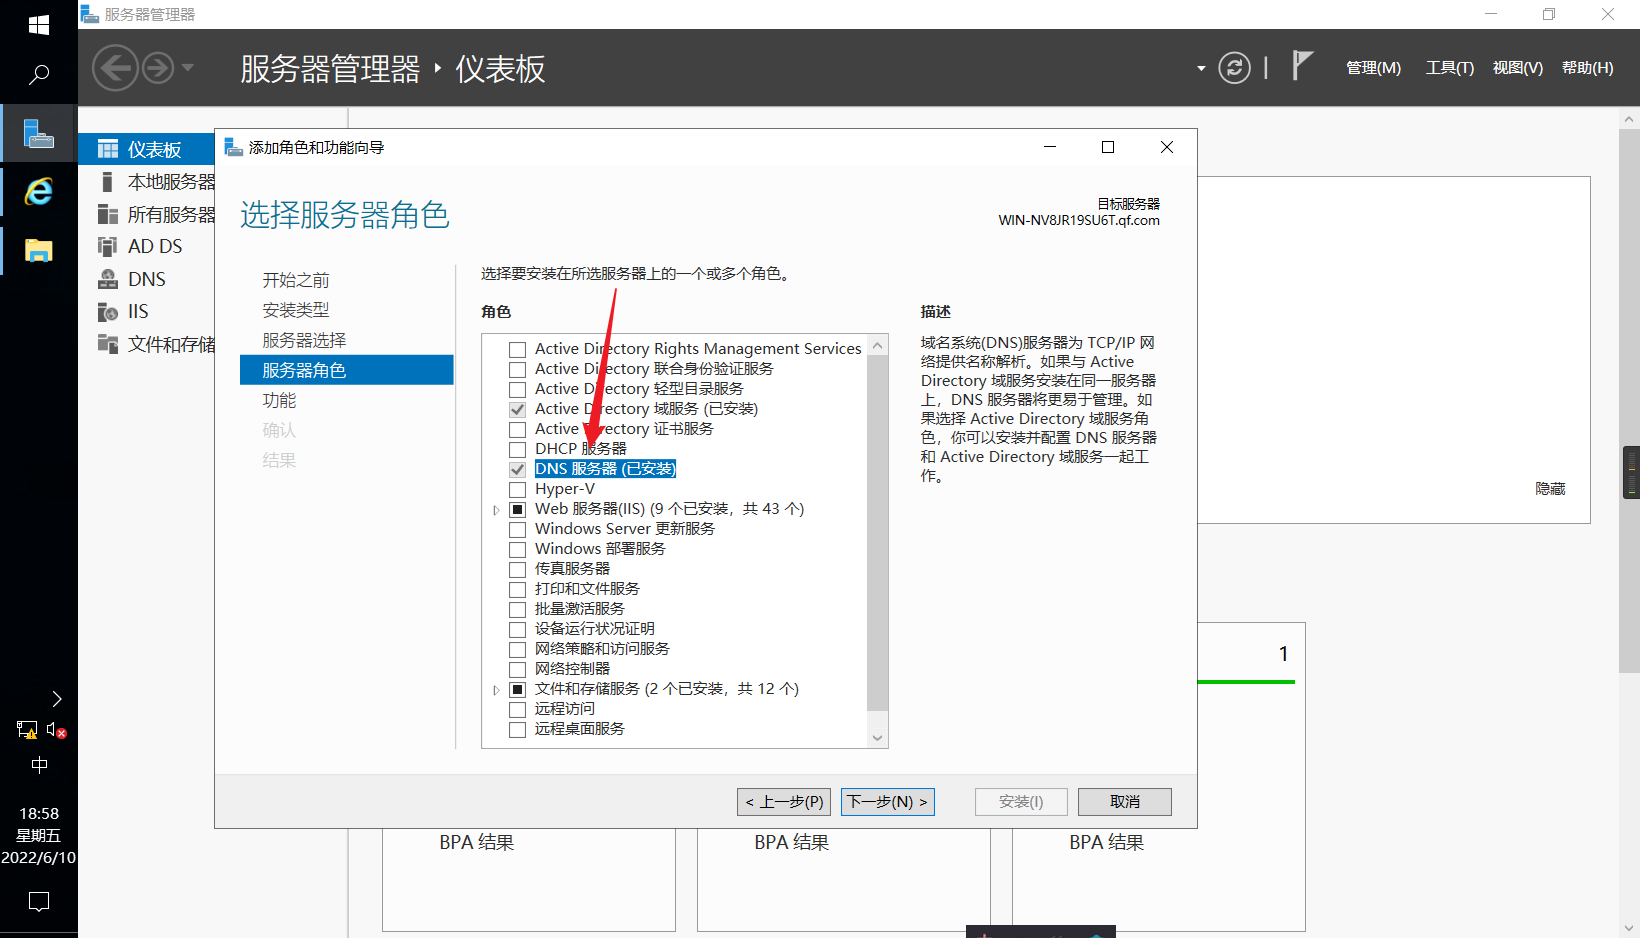 服务器管理器
服务器管理器 ‣ 仪表板
管理(M)
工具(T)
视图(V)
帮助(H)
仪表板
本地服务器
所有服务器
AD DS
DNS
IIS
文件和存储
添加角色和功能向导
选择服务器角色
目标服务器
WIN-NV8JR19SU6T.qf.com
开始之前
安装类型
服务器选择
服务器角色
功能
确认
结果
选择要安装在所选服务器上的一个或多个角色。
角色
Active Directory Rights Management Services
Active Directory 联合身份验证服务
Active Directory 轻型目录服务
Active Directory 域服务 (已安装)
Active Directory 证书服务
DHCP 服务器
DNS 服务器 (已安装)
Hyper-V
Web 服务器(IIS) (9 个已安装，共 43 个)
Windows Server 更新服务
Windows 部署服务
传真服务器
打印和文件服务
批量激活服务
设备运行状况证明
网络策略和访问服务
网络控制器
文件和存储服务 (2 个已安装，共 12 个)
远程访问
远程桌面服务
描述
域名系统(DNS)服务器为 TCP/IP 网
络提供名称解析。如果与 Active
Directory 域服务安装在同一服务器
上，DNS 服务器将更易于管理。如
果选择 Active Directory 域服务角
色，你可以安装并配置 DNS 服务器
和 Active Directory 域服务一起工
作。
< 上一步(P)
下一步(N) >
安装(I)
取消
隐藏
1
BPA 结果
BPA 结果
BPA 结果
中
18:58
星期五
2022/6/10